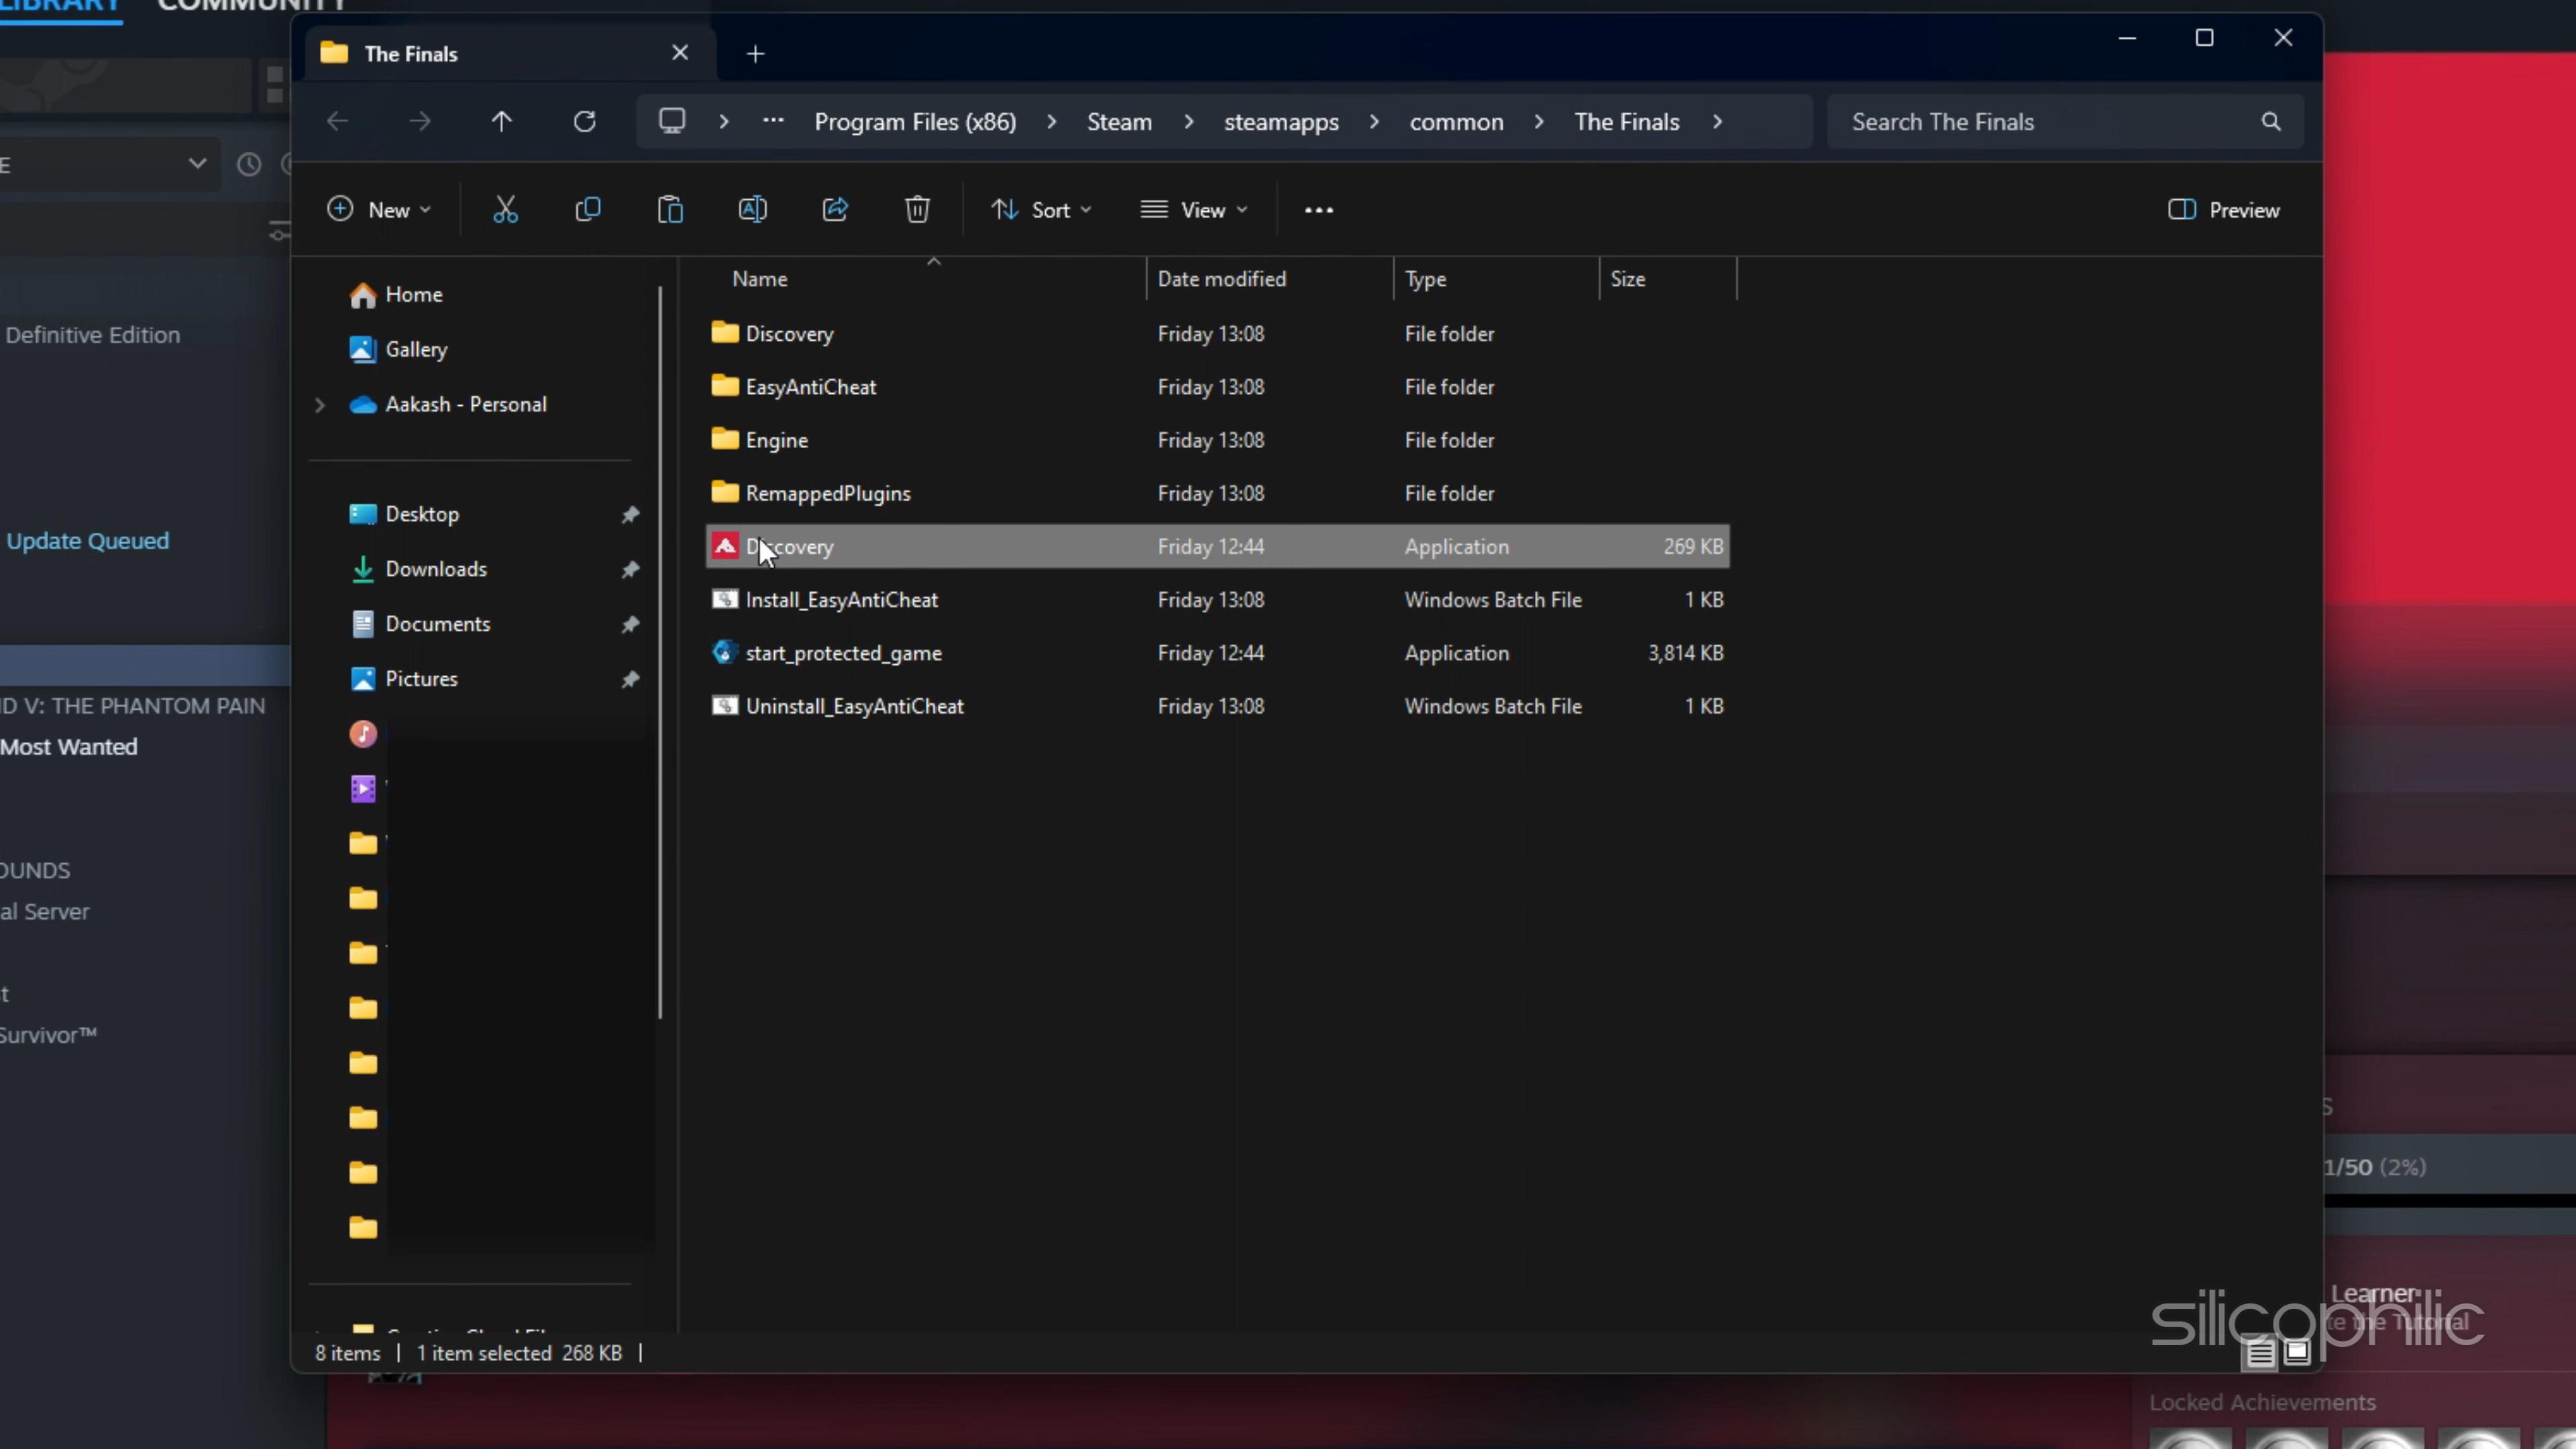 LIBRARY COMMUNITY
The Finals
Program Files (x86) Steam steamapps common The Finals
Search The Finals
E
New Sort View Preview
Name Date modified Type Size
Home
Gallery
Aakash - Personal
Desktop
Downloads
Documents
Pictures
Discovery Friday 13:08 File folder
EasyAntiCheat Friday 13:08 File folder
Engine Friday 13:08 File folder
RemappedPlugins Friday 13:08 File folder
Discovery Friday 12:44 Application 269 KB
Install_EasyAntiCheat Friday 13:08 Windows Batch File 1 KB
start_protected_game Friday 12:44 Application 3,814 KB
Uninstall_EasyAntiCheat Friday 13:08 Windows Batch File 1 KB
8 items 1 item selected 268 KB
Definitive Edition
Update Queued
D V: THE PHANTOM PAIN
Most Wanted
OUNDS
al Server
t
Survivor™
S
1/50 (2%)
Learner
te the Tutorial
silicophilic
Locked Achievements